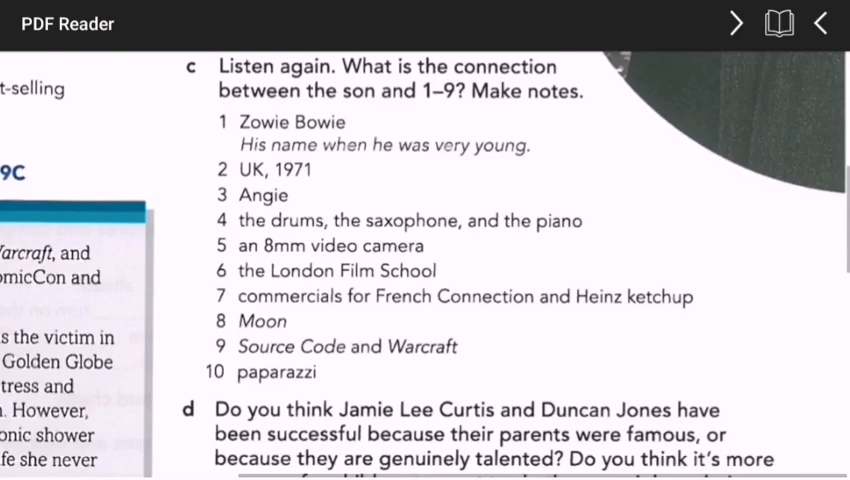 PDF Reader
t-selling
9C
arcraft, and
omicCon and
s the victim in
Golden Globe
tress and
. However,
onic shower
fe she never
c Listen again. What is the connection
between the son and 1–9? Make notes.
1 Zowie Bowie
His name when he was very young.
2 UK, 1971
3 Angie
4 the drums, the saxophone, and the piano
5 an 8mm video camera
6 the London Film School
7 commercials for French Connection and Heinz ketchup
8 Moon
9 Source Code and Warcraft
10 paparazzi
d Do you think Jamie Lee Curtis and Duncan Jones have
been successful because their parents were famous, or
because they are genuinely talented? Do you think it's more